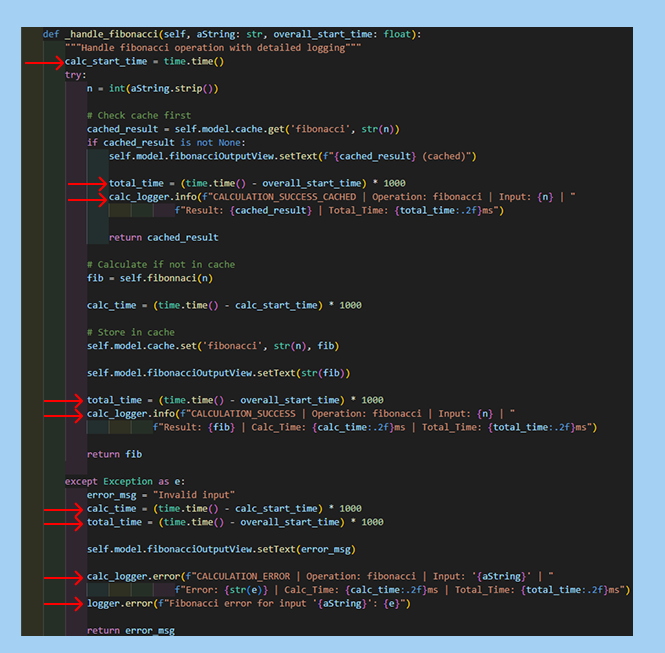 def _handle_fibonacci(self, aString: str, overall_start_time: float):
"""Handle fibonacci operation with detailed logging"""
calc_start_time = time.time()
try:
n = int(aString.strip())
# Check cache first
cached_result = self.model.cache.get('fibonacci', str(n))
if cached_result is not None:
self.model.fibonacciOutputView.setText(f"{cached_result} (cached)")
total_time = (time.time() - overall_start_time) * 1000
calc_logger.info(f"CALCULATION_SUCCESS_CACHED | Operation: fibonacci | Input: {n} | "
f"Result: {cached_result} | Total_Time: {total_time:.2f}ms")
return cached_result
# Calculate if not in cache
fib = self.fibonnaci(n)
calc_time = (time.time() - calc_start_time) * 1000
# Store in cache
self.model.cache.set('fibonacci', str(n), fib)
self.model.fibonacciOutputView.setText(str(fib))
total_time = (time.time() - overall_start_time) * 1000
calc_logger.info(f"CALCULATION_SUCCESS | Operation: fibonacci | Input: {n} | "
f"Result: {fib} | Calc_Time: {calc_time:.2f}ms | Total_Time: {total_time:.2f}ms")
return fib
except Exception as e:
error_msg = "Invalid input"
calc_time = (time.time() - calc_start_time) * 1000
total_time = (time.time() - overall_start_time) * 1000
self.model.fibonacciOutputView.setText(error_msg)
calc_logger.error(f"CALCULATION_ERROR | Operation: fibonacci | Input: '{aString}' | "
f"Error: {str(e)} | Calc_Time: {calc_time:.2f}ms | Total_Time: {total_time:.2f}ms")
logger.error(f"Fibonacci error for input '{aString}': {e}")
return error_msg